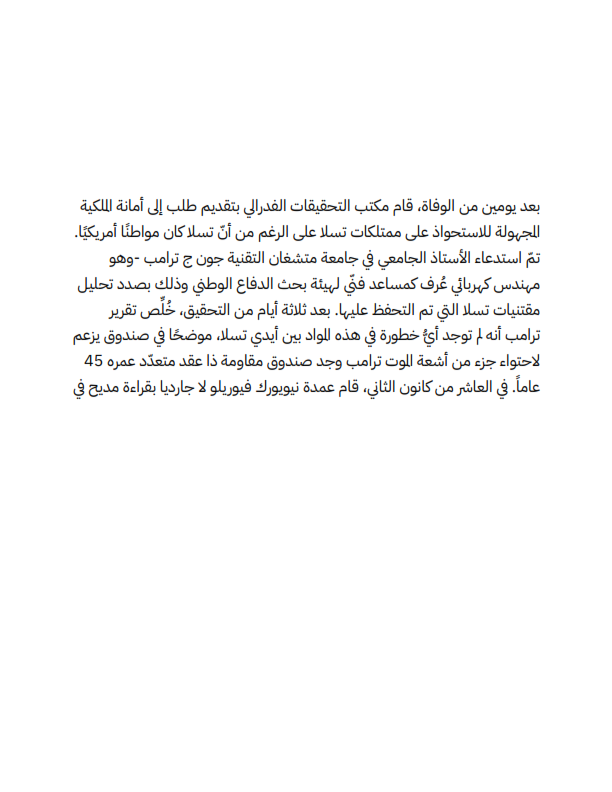 بعد يومين من الوفاة، قام مكتب التحقيقات الفدرالي بتقديم طلب إلى أمانة الملكية
المجهولة للاستحواذ على ممتلكات تسلا على الرغم من أنّ تسلا كان مواطنًا أمريكيًا.
تمّ استدعاء الأستاذ الجامعي في جامعة متشغان التقنية جون ج ترامب -وهو
مهندس كهربائي عُرف كمساعد فنّي لهيئة بحث الدفاع الوطني وذلك بصدد تحليل
مقتنيات تسلا التي تم التحفظ عليها. بعد ثلاثة أيام من التحقيق، خُلِّص تقرير
ترامب أنه لم توجد أيُّ خطورة في هذه المواد بين أيدي تسلا، موضحًا في صندوق يزعم
لاحتواء جزء من أشعة الموت ترامب وجد صندوق مقاومة ذا عقد متعدّد عمره 45
عاماً. في العاشر من كانون الثاني، قام عمدة نيويورك فيوريلو لا جارديا بقراءة مديح في